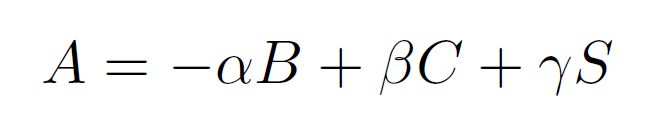 A = −αB + βC + γS